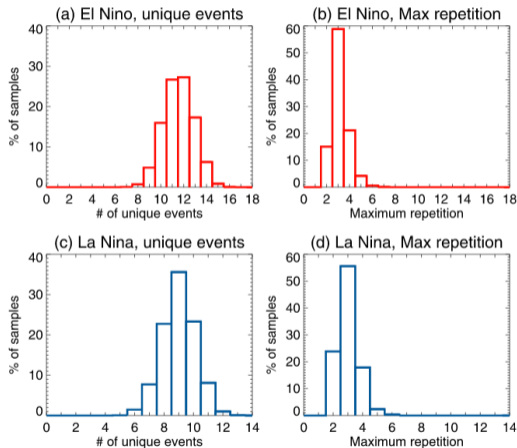 (a) El Nino, unique events
% of samples
40
30
20
10
0
0 2 4 6 8 10 12 14 16 18
# of unique events
(b) El Nino, Max repetition
% of samples
60
50
40
30
20
10
0
0 2 4 6 8 10 12 14 16 18
Maximum repetition
(c) La Nina, unique events
% of samples
40
30
20
10
0
0 2 4 6 8 10 12 14
# of unique events
(d) La Nina, Max repetition
% of samples
60
50
40
30
20
10
0
0 2 4 6 8 10 14
Maximum repetition